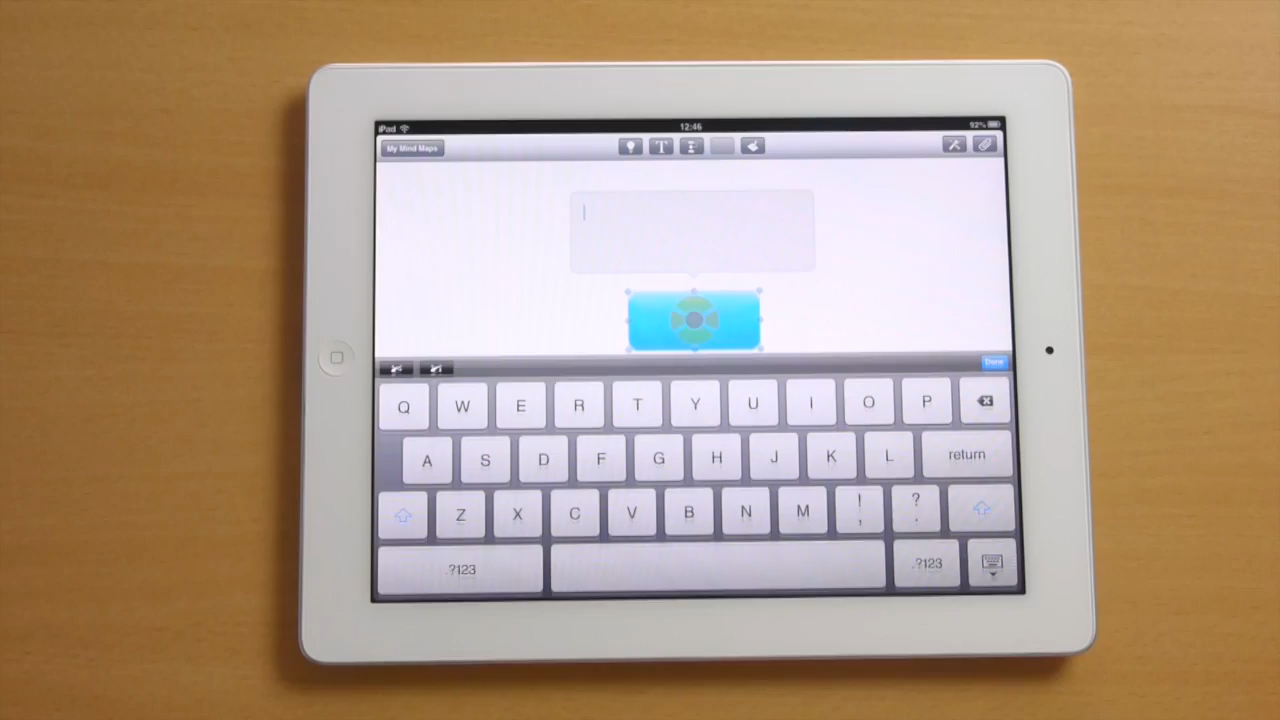 iPad 12:46 92%
My Mind Maps T
Done
Q W E R T Y U I O P
A S D F G H J K L return
Z X C V B N M ! , ? .
.?123 .?123